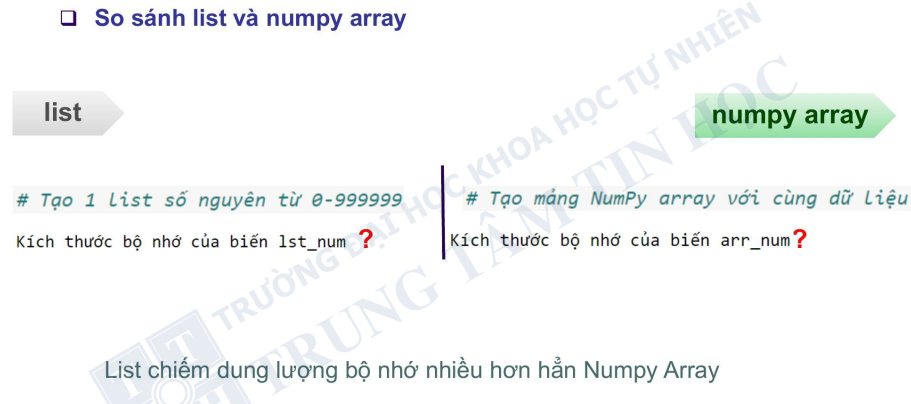 So sánh list và numpy array
list
numpy array
# Tạo 1 list số nguyên từ 0-999999
# Tạo mảng NumPy array với cùng dữ liệu
Kích thước bộ nhớ của biến lst_num ?
Kích thước bộ nhớ của biến arr_num?
List chiếm dung lượng bộ nhớ nhiều hơn hẳn Numpy Array
TRƯỜNG ĐẠI HỌC KHOA HỌC TỰ NHIÊN
TRUNG TÂM TIN HỌC